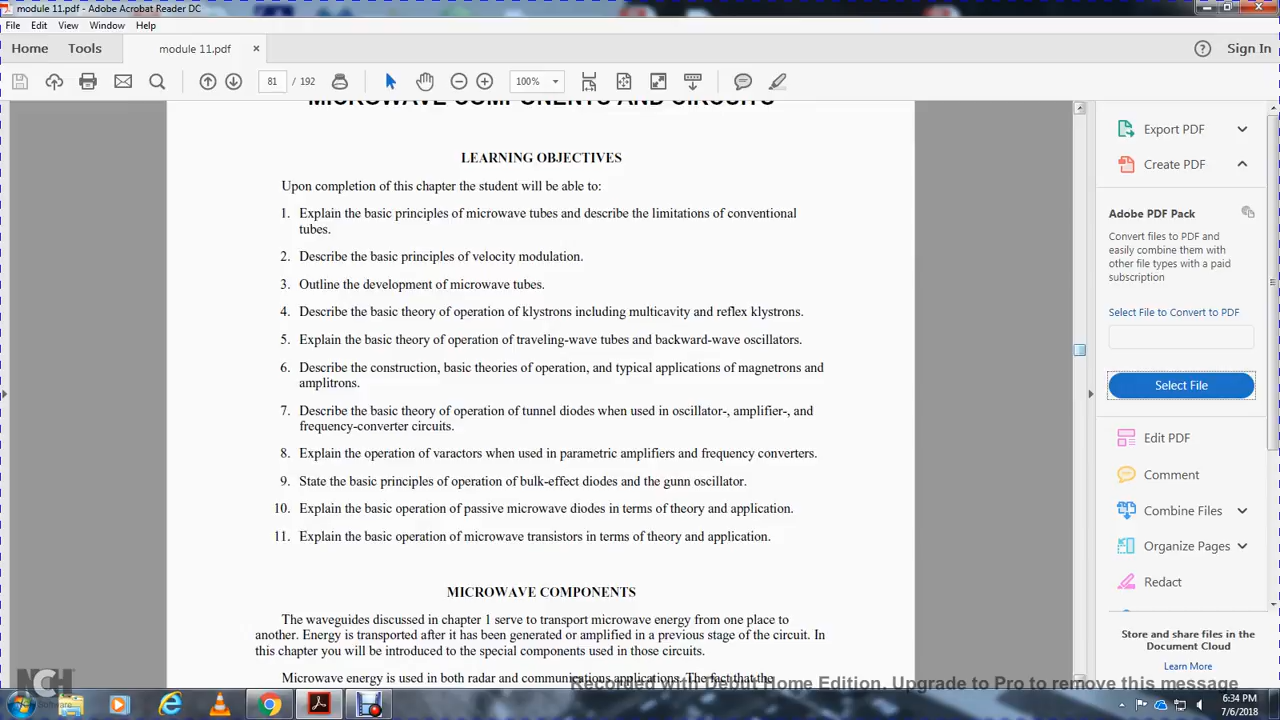 module 11.pdf - Adobe Acrobat Reader DC
File Edit View Window Help
Home Tools module 11.pdf × Sign In
81 / 192 100%
MICROWAVE COMPONENTS AND CIRCUITS
LEARNING OBJECTIVES
Upon completion of this chapter the student will be able to:
1. Explain the basic principles of microwave tubes and describe the limitations of conventional
tubes.
2. Describe the basic principles of velocity modulation.
3. Outline the development of microwave tubes.
4. Describe the basic theory of operation of klystrons including multicavity and reflex klystrons.
5. Explain the basic theory of operation of traveling-wave tubes and backward-wave oscillators.
6. Describe the construction, basic theories of operation, and typical applications of magnetrons and
amplitrons.
7. Describe the basic theory of operation of tunnel diodes when used in oscillator-, amplifier-, and
frequency-converter circuits.
8. Explain the operation of varactors when used in parametric amplifiers and frequency converters.
9. State the basic principles of operation of bulk-effect diodes and the gunn oscillator.
10. Explain the basic operation of passive microwave diodes in terms of theory and application.
11. Explain the basic operation of microwave transistors in terms of theory and application.
MICROWAVE COMPONENTS
The waveguides discussed in chapter 1 serve to transport microwave energy from one place to
another. Energy is transported after it has been generated or amplified in a previous stage of the circuit. In
this chapter you will be introduced to the special components used in those circuits.
Microwave energy is used in both radar and communications applications. The fact that the
Export PDF
Create PDF
Adobe PDF Pack
Convert files to PDF and
easily combine them with
other file types with a paid
subscription
Select File to Convert to PDF
Select File
Edit PDF
Comment
Combine Files
Organize Pages
Redact
Store and share files in the
Document Cloud
Learn More
Recorded with Debut Home Edition. Upgrade to Pro to remove this message
NCH
Software
6:34 PM
7/6/2018